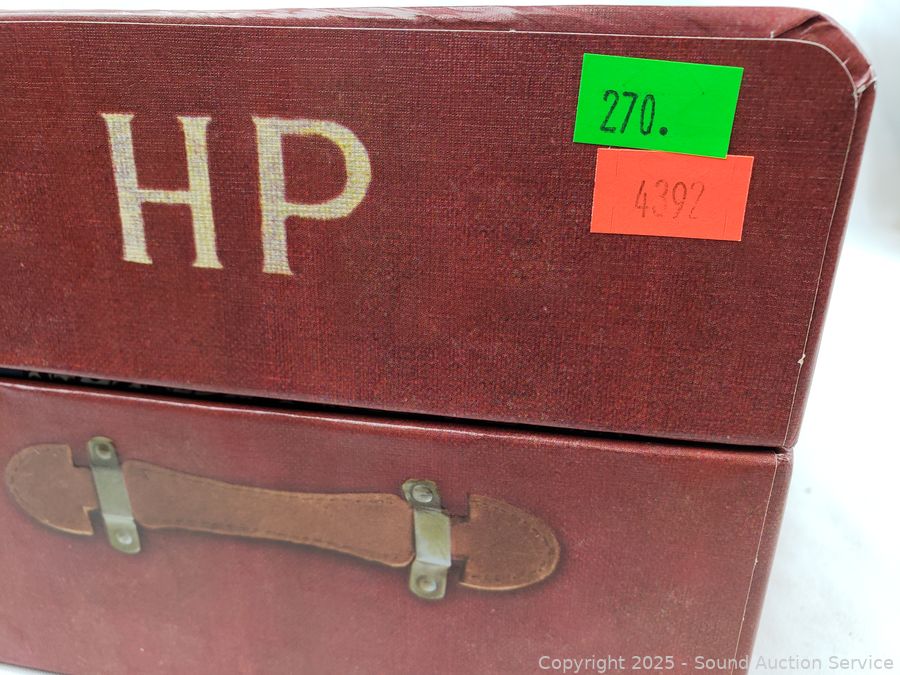 HP
270.
4392
Copyright © 2025 - Sound Auction Service